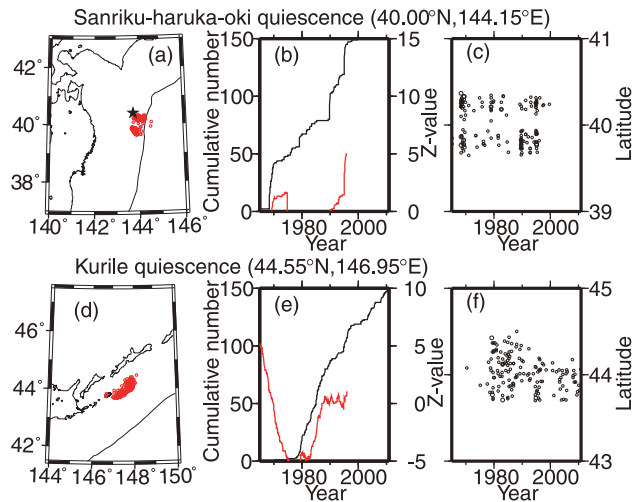 Sanriku-haruka-oki quiescence (40.00°N,144.15°E)
(a)
42°
40°
38°
140 142 144 146
(b)
Cumulative number
150
100
50
0
15
10
5
0
Z-value
1980 2000
Year
(c)
41
40
39
Latitude
1980 2000
Year
Kurile quiescence (44.55°N,146.95°E)
(d)
46°
44°
42°
144 146 148 150
(e)
Cumulative number
150
100
50
0
10
5
0
-5
Z-value
1980 2000
Year
(f)
45
44
43
Latitude
1980 2000
Year